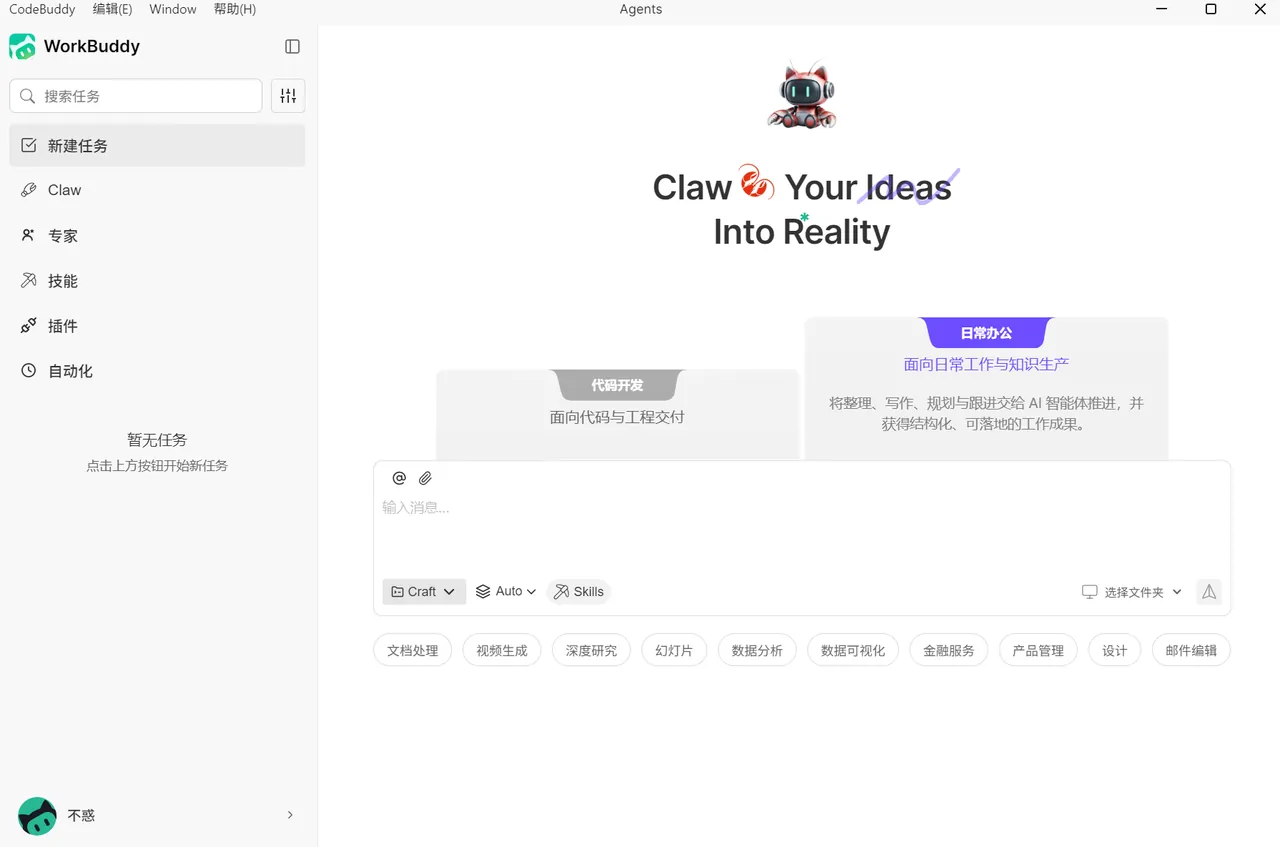 CodeBuddy 编辑(E) Window 帮助(H) Agents
WorkBuddy
搜索任务
新建任务
Claw
专家
技能
插件
自动化
暂无任务
点击上方按钮开始新任务
不惑
Claw Your Ideas
Into Reality
代码开发
面向代码与工程交付
日常办公
面向日常工作与知识生产
将整理、写作、规划与跟进交给 AI 智能体推进，并
获得结构化、可落地的工作成果。
@
输入消息...
Craft Auto Skills 选择文件夹
文档处理 视频生成 深度研究 幻灯片 数据分析 数据可视化 金融服务 产品管理 设计 邮件编辑